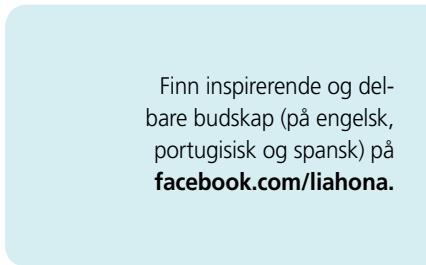 Finn inspirerende og del-
bare budskap (på engelsk,
portugisisk og spansk) på
facebook.com/liahona.